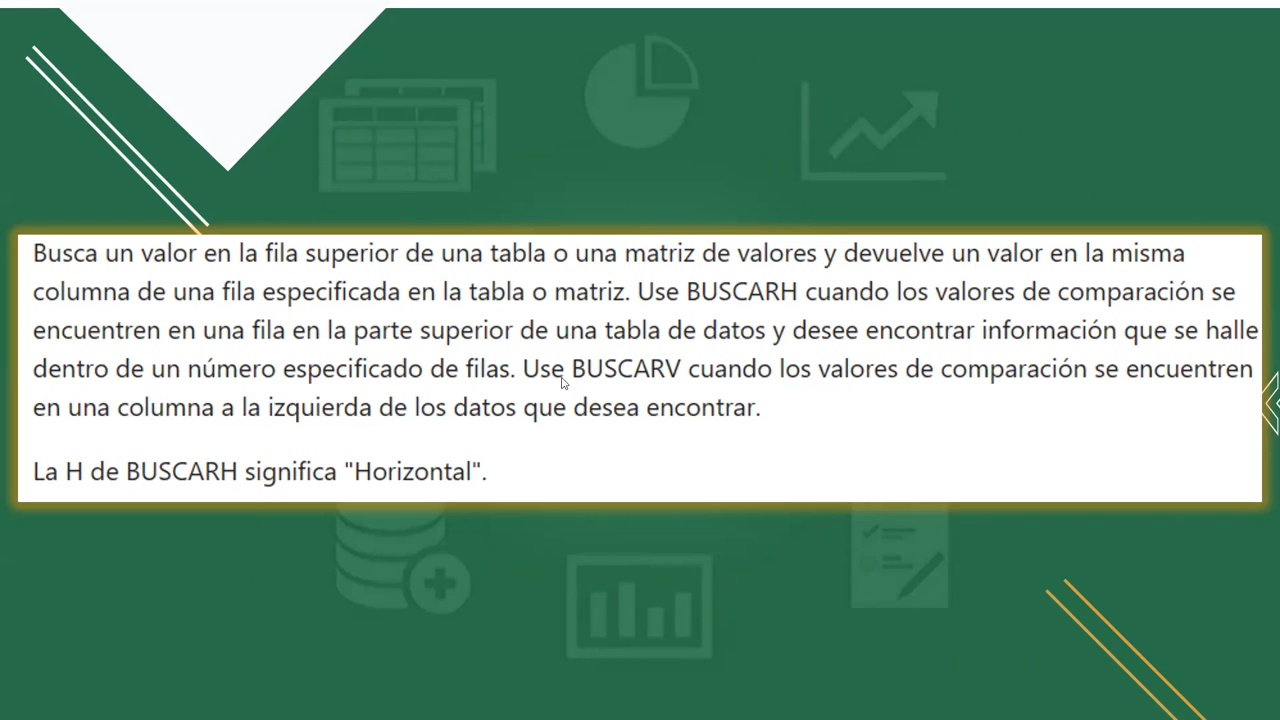 Busca un valor en la fila superior de una tabla o una matriz de valores y devuelve un valor en la misma
columna de una fila especificada en la tabla o matriz. Use BUSCARH cuando los valores de comparación se
encuentren en una fila en la parte superior de una tabla de datos y desee encontrar información que se halle
dentro de un número especificado de filas. Use BUSCARV cuando los valores de comparación se encuentren
en una columna a la izquierda de los datos que desea encontrar.
La H de BUSCARH significa "Horizontal".